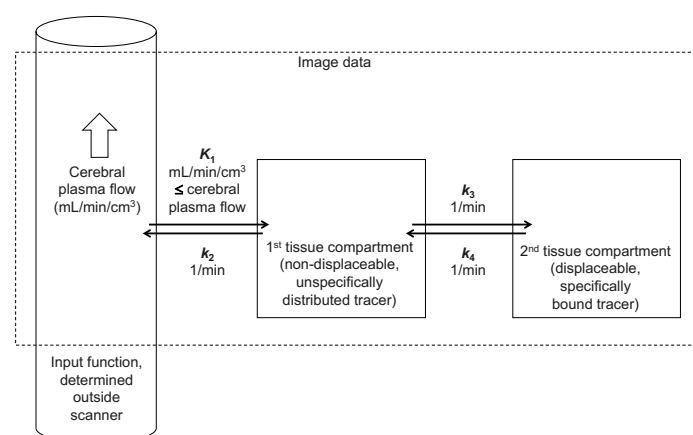 Image data
Cerebral
plasma flow
(mL/min/cm³)
K₁
mL/min/cm³
≤ cerebral
plasma flow
k₂
1/min
1ˢᵗ tissue compartment
(non-displaceable,
unspecifically
distributed tracer)
k₃
1/min
k₄
1/min
2ⁿᵈ tissue compartment
(displaceable,
specifically
bound tracer)
Input function,
determined
outside
scanner